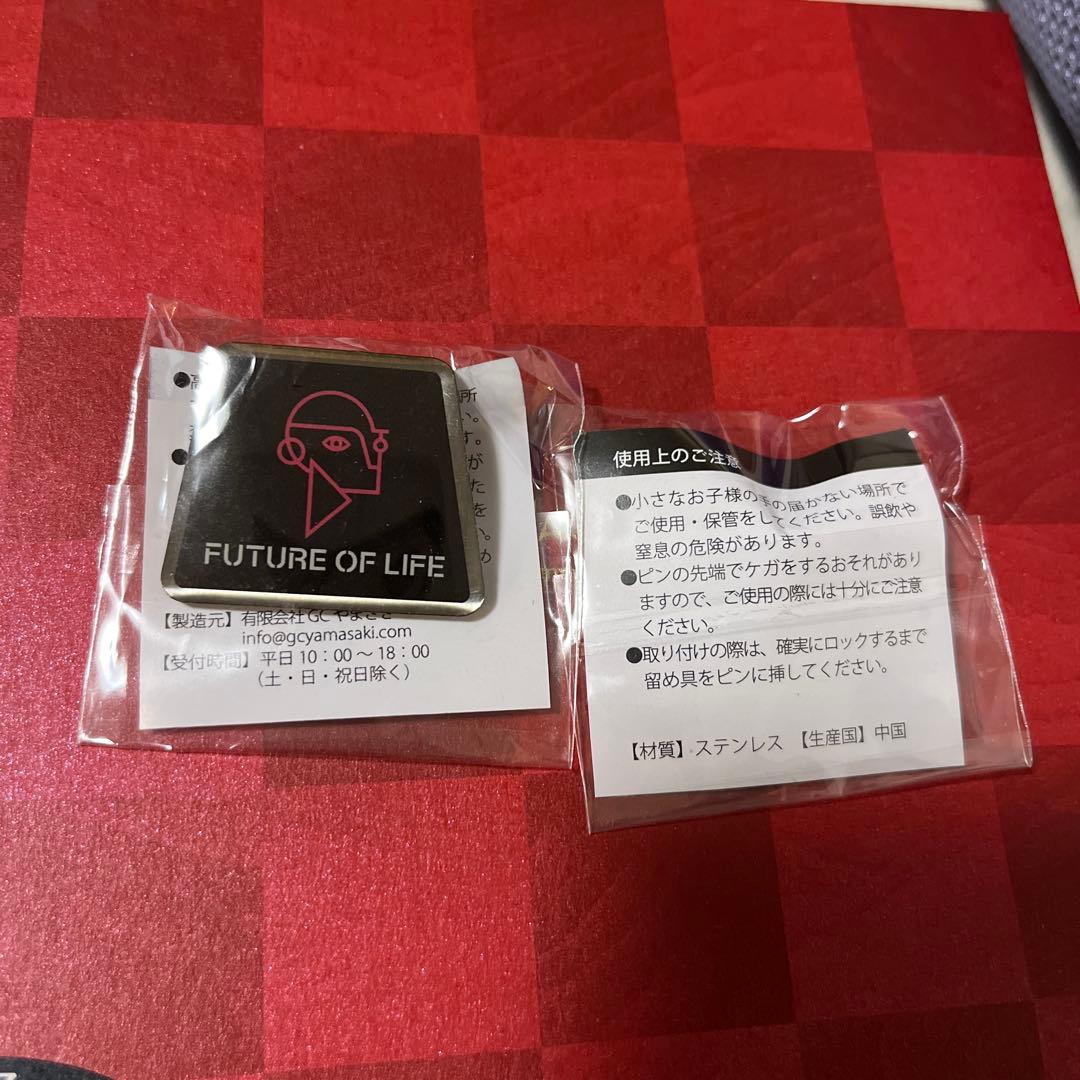 FUTURE OF LIFE
【製造元】有限会社GCやまさき
info@gcyamasaki.com
【受付時間】平日10：00～18：00
（土・日・祝日除く）
使用上のご注意
●小さなお子様の手の届かない場所で
ご使用・保管をしてください。誤飲や
窒息の危険があります。
●ピンの先端でケガをするおそれがあり
ますので、ご使用の際には十分にご注意
ください。
●取り付けの際は、確実にロックするまで
留め具をピンに挿してください。
【材質】ステンレス 【生産国】中国